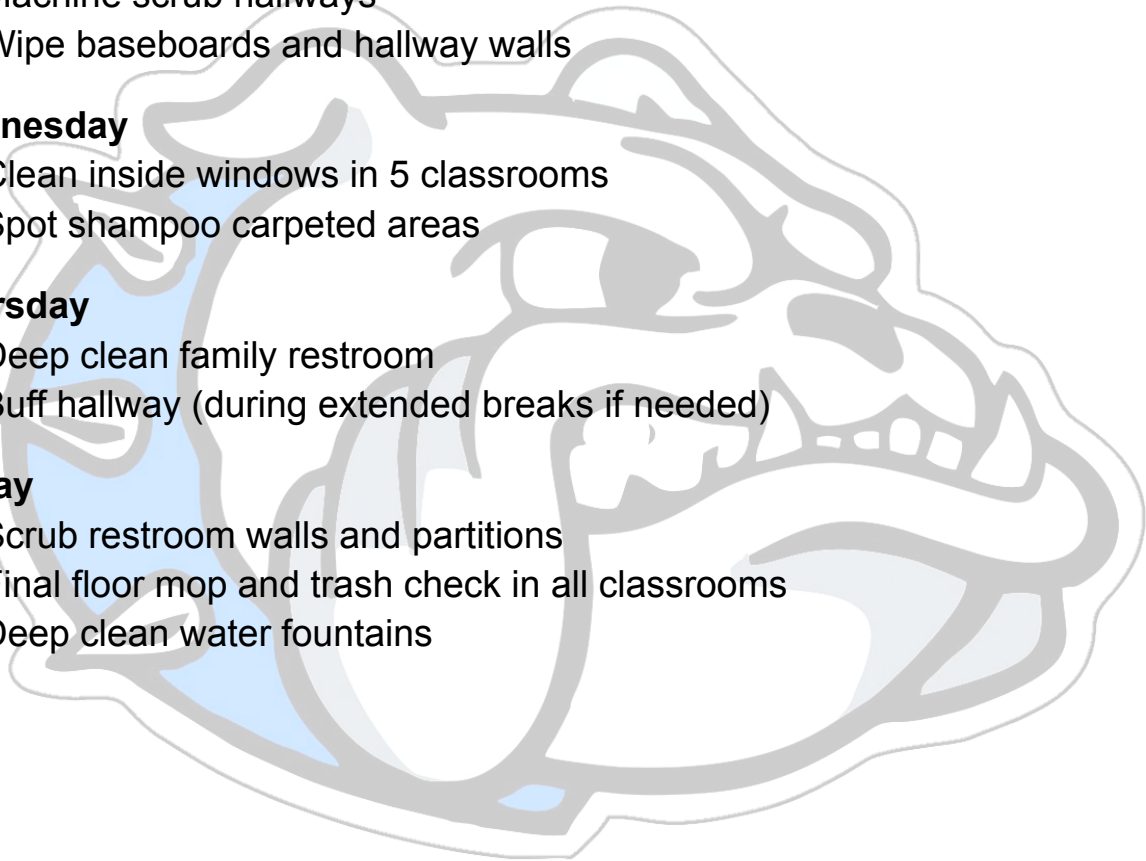 Machine scrub hallways
Wipe baseboards and hallway walls
nesday
Clean inside windows in 5 classrooms
Spot shampoo carpeted areas
rsday
Deep clean family restroom
Buff hallway (during extended breaks if needed)
ay
Scrub restroom walls and partitions
Final floor mop and trash check in all classrooms
Deep clean water fountains